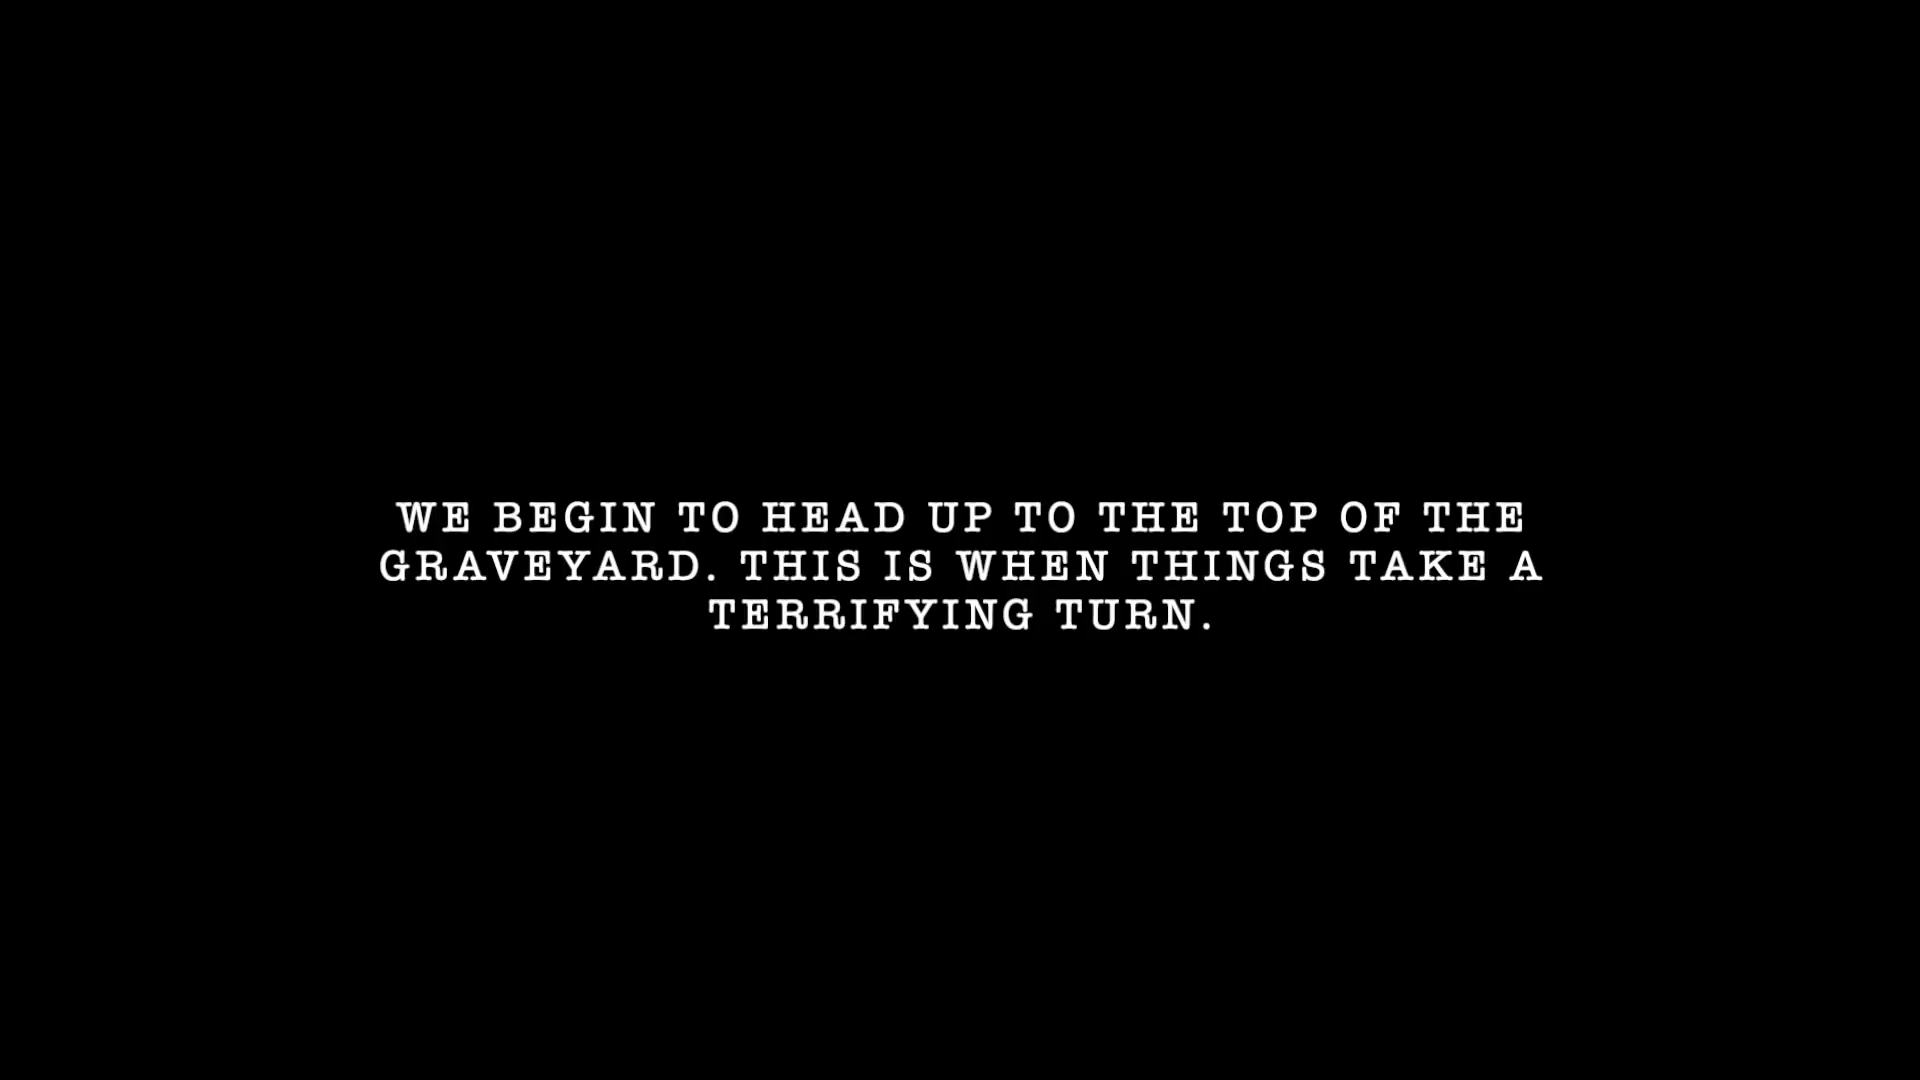 WE BEGIN TO HEAD UP TO THE TOP OF THE
GRAVEYARD. THIS IS WHEN THINGS TAKE A
TERRIFYING TURN.